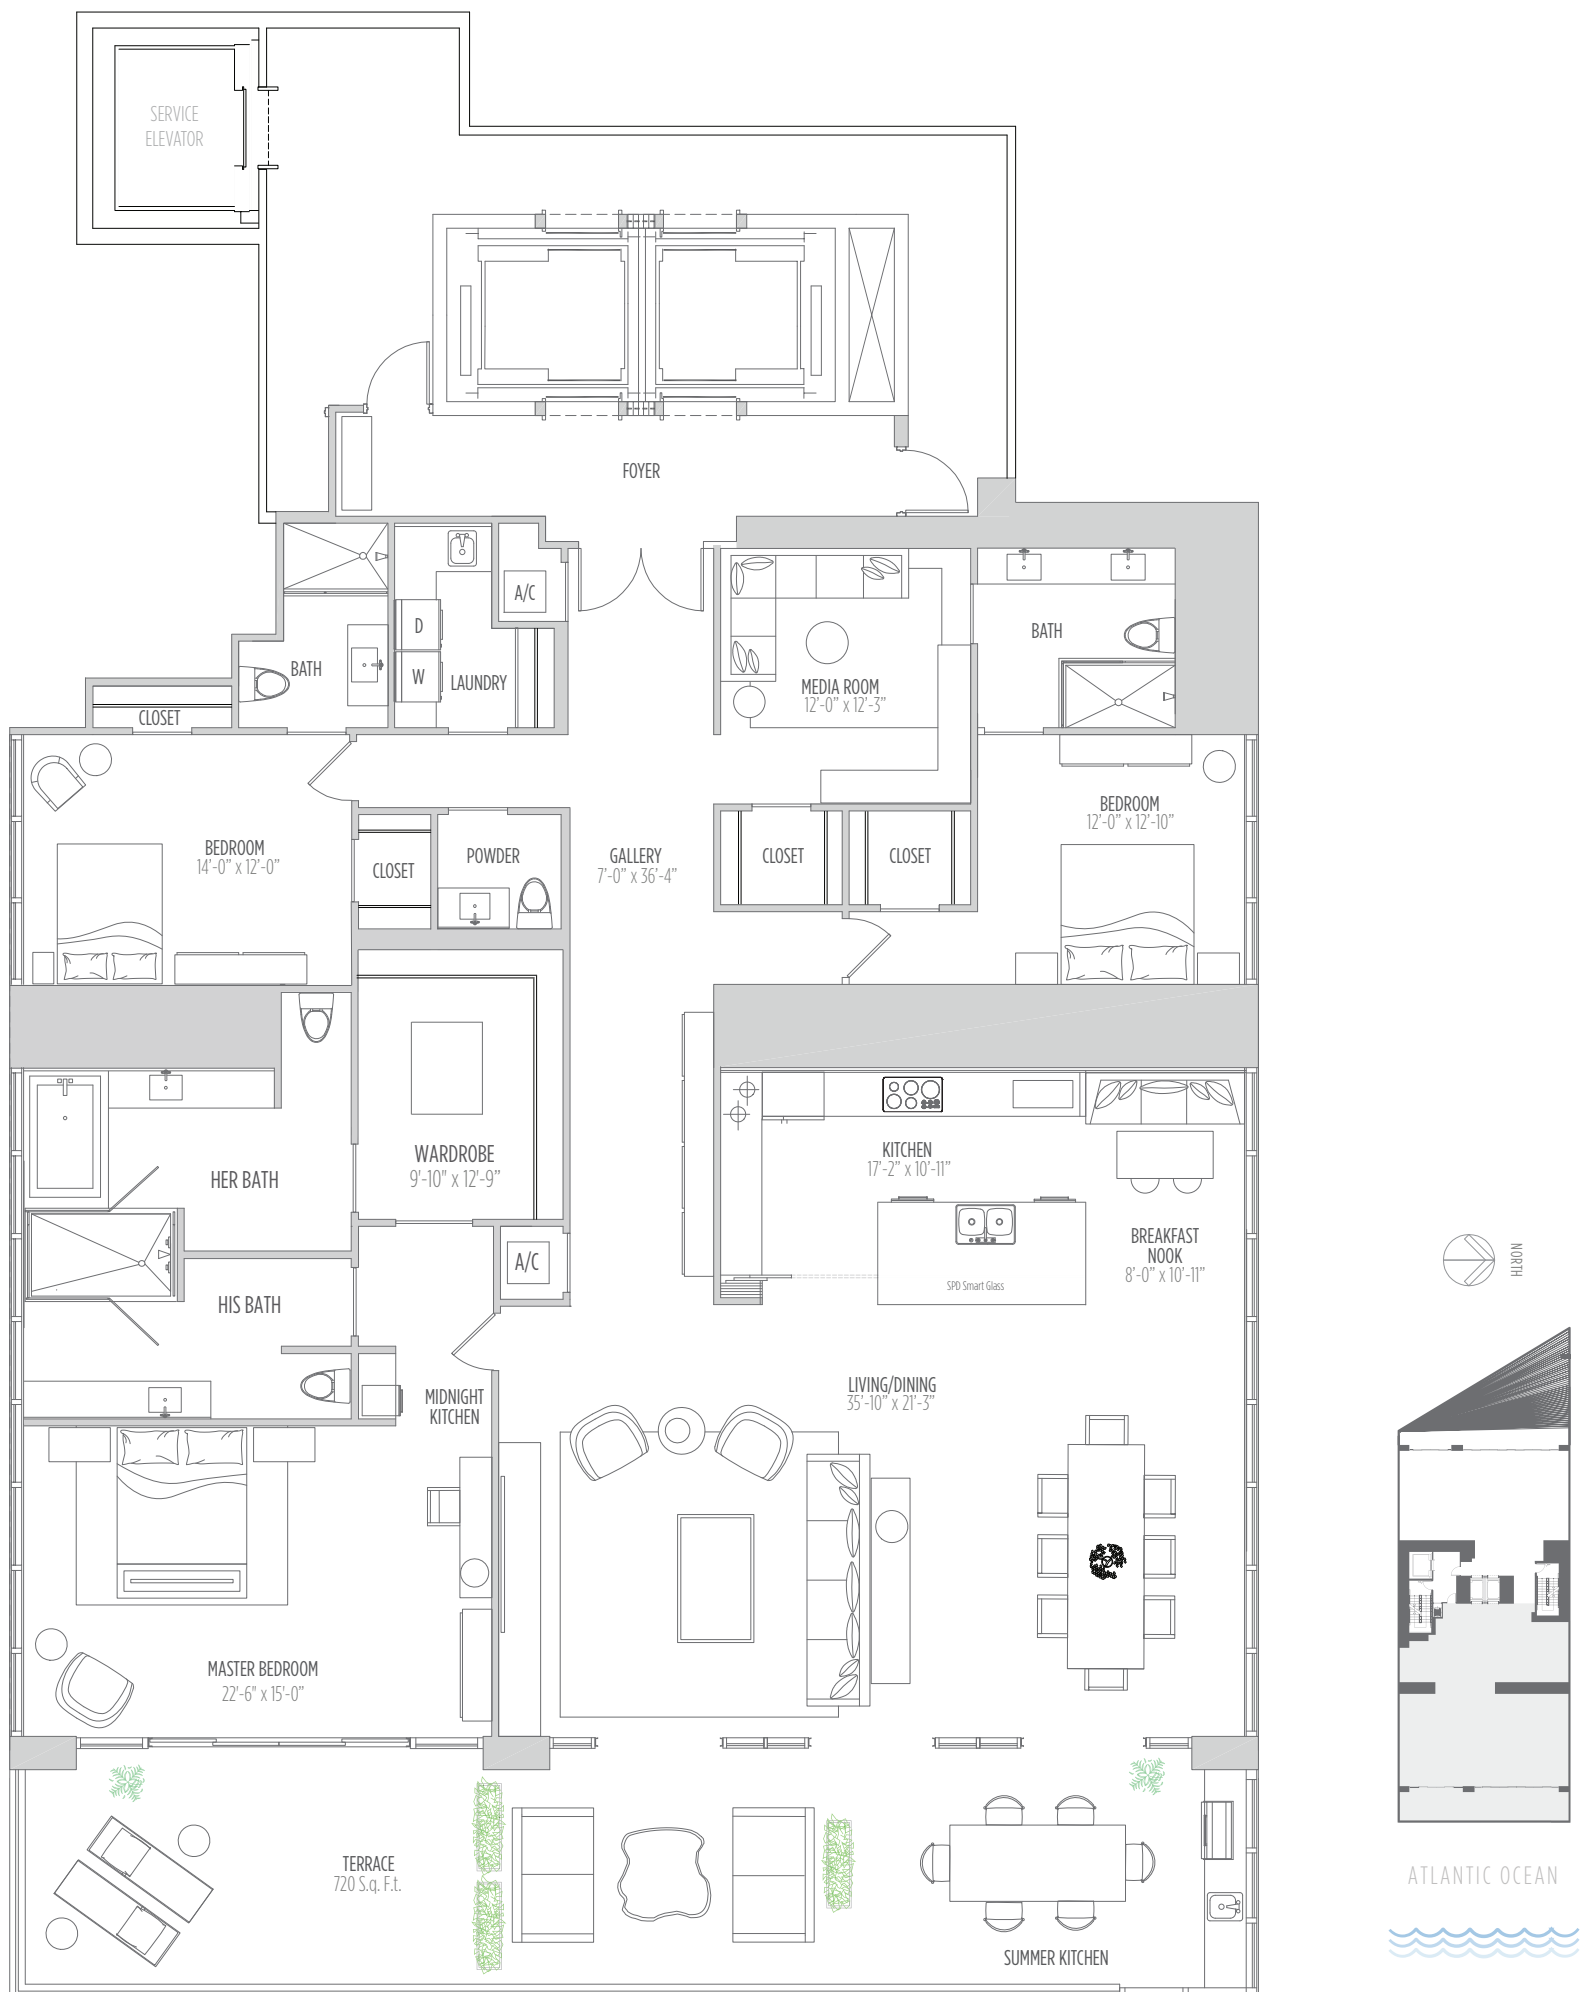 SERVICE
ELEVATOR
FOYER
A/C
D
W
LAUNDRY
BATH
CLOSET
MEDIA ROOM
12'-0” x 12'-3”
BATH
BEDROOM
14'-0” x 12'-0”
CLOSET
POWDER
GALLERY
7'-0” x 36'-4”
CLOSET
CLOSET
BEDROOM
12'-0” x 12'-10”
WARDROBE
9'-10" x 12'-9”
HER BATH
KITCHEN
17'-2” x 10'-11”
BREAKFAST
NOOK
8'-0” x 10'-11”
SPD Smart Glass
A/C
HIS BATH
MIDNIGHT
KITCHEN
LIVING/DINING
35'-10” x 21'-3”
MASTER BEDROOM
22'-6" x 15'-0”
TERRACE
720 S.q. F.t.
SUMMER KITCHEN
NORTH
ATLANTIC OCEAN